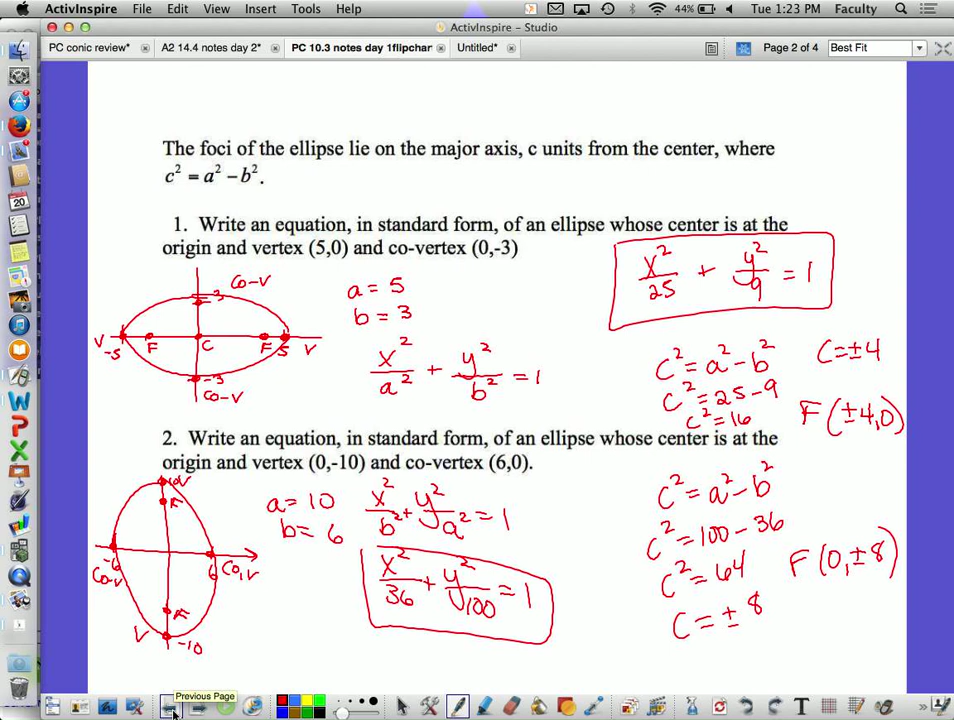 ActivInspire File Edit View Insert Tools Help 44% Tue 1:23 PM Faculty
ActivInspire - Studio
PC conic review* A2 14.4 notes day 2* PC 10.3 notes day 1flipchar Untitled* Page 2 of 4 Best Fit
The foci of the ellipse lie on the major axis, c units from the center, where
c² = a² – b².
1. Write an equation, in standard form, of an ellipse whose center is at the
origin and vertex (5,0) and co-vertex (0,-3)
x²/25 + y²/9 = 1
3 Co-V
a = 5
b = 3
V -5 F C F 5 V
-3
Co-V
x²/a² + y²/b² = 1
c² = a² - b²
c² = 25 - 9
c² = 16
C = ±4
F (±4,0)
2. Write an equation, in standard form, of an ellipse whose center is at the
origin and vertex (0,-10) and co-vertex (6,0).
10 V
F
-6 Co-V
6 Co-V
F
V -10
a = 10
b = 6
x²/b² + y²/a² = 1
x²/36 + y²/100 = 1
c² = a² - b²
c² = 100 - 36
c² = 64
C = ± 8
F (0, ±8)
Previous Page